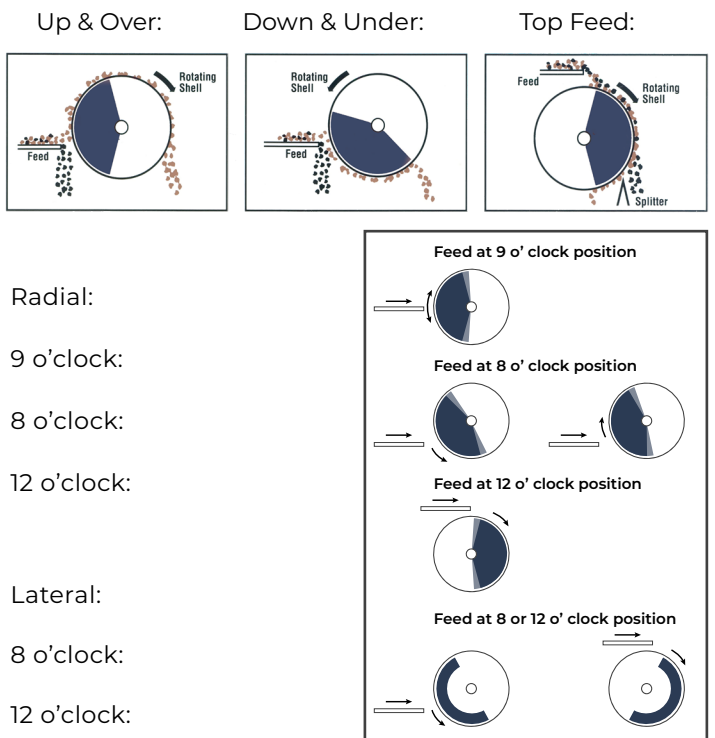 Up & Over:
Down & Under:
Top Feed:
Rotating
Shell
Feed
Rotating
Shell
Feed
Feed
Rotating
Shell
Splitter
Radial:
9 o’clock:
8 o’clock:
12 o’clock:
Lateral:
8 o’clock:
12 o’clock:
Feed at 9 o’ clock position
Feed at 8 o’ clock position
Feed at 12 o’ clock position
Feed at 8 or 12 o’ clock position